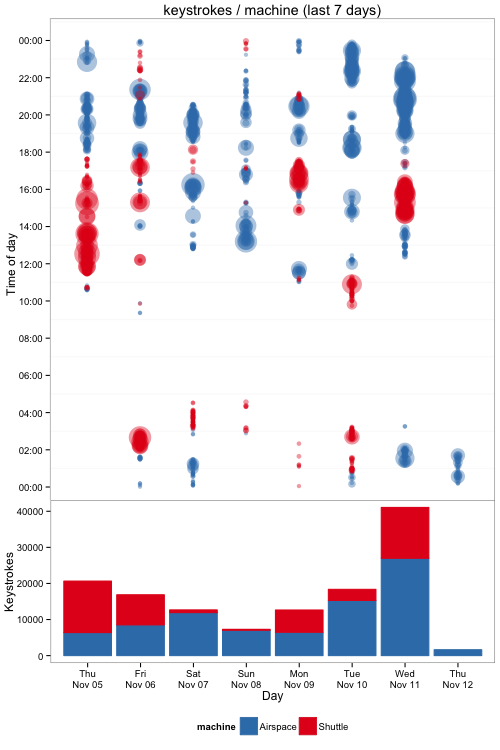 keystrokes / machine (last 7 days)
Time of day
00:00
22:00
20:00
18:00
16:00
14:00
12:00
10:00
08:00
06:00
04:00
02:00
00:00
Keystrokes
40000
30000
20000
10000
0
Thu Fri Sat Sun Mon Tue Wed Thu
Nov 05 Nov 06 Nov 07 Nov 08 Nov 09 Nov 10 Nov 11 Nov 12
Day
machine Airspace Shuttle